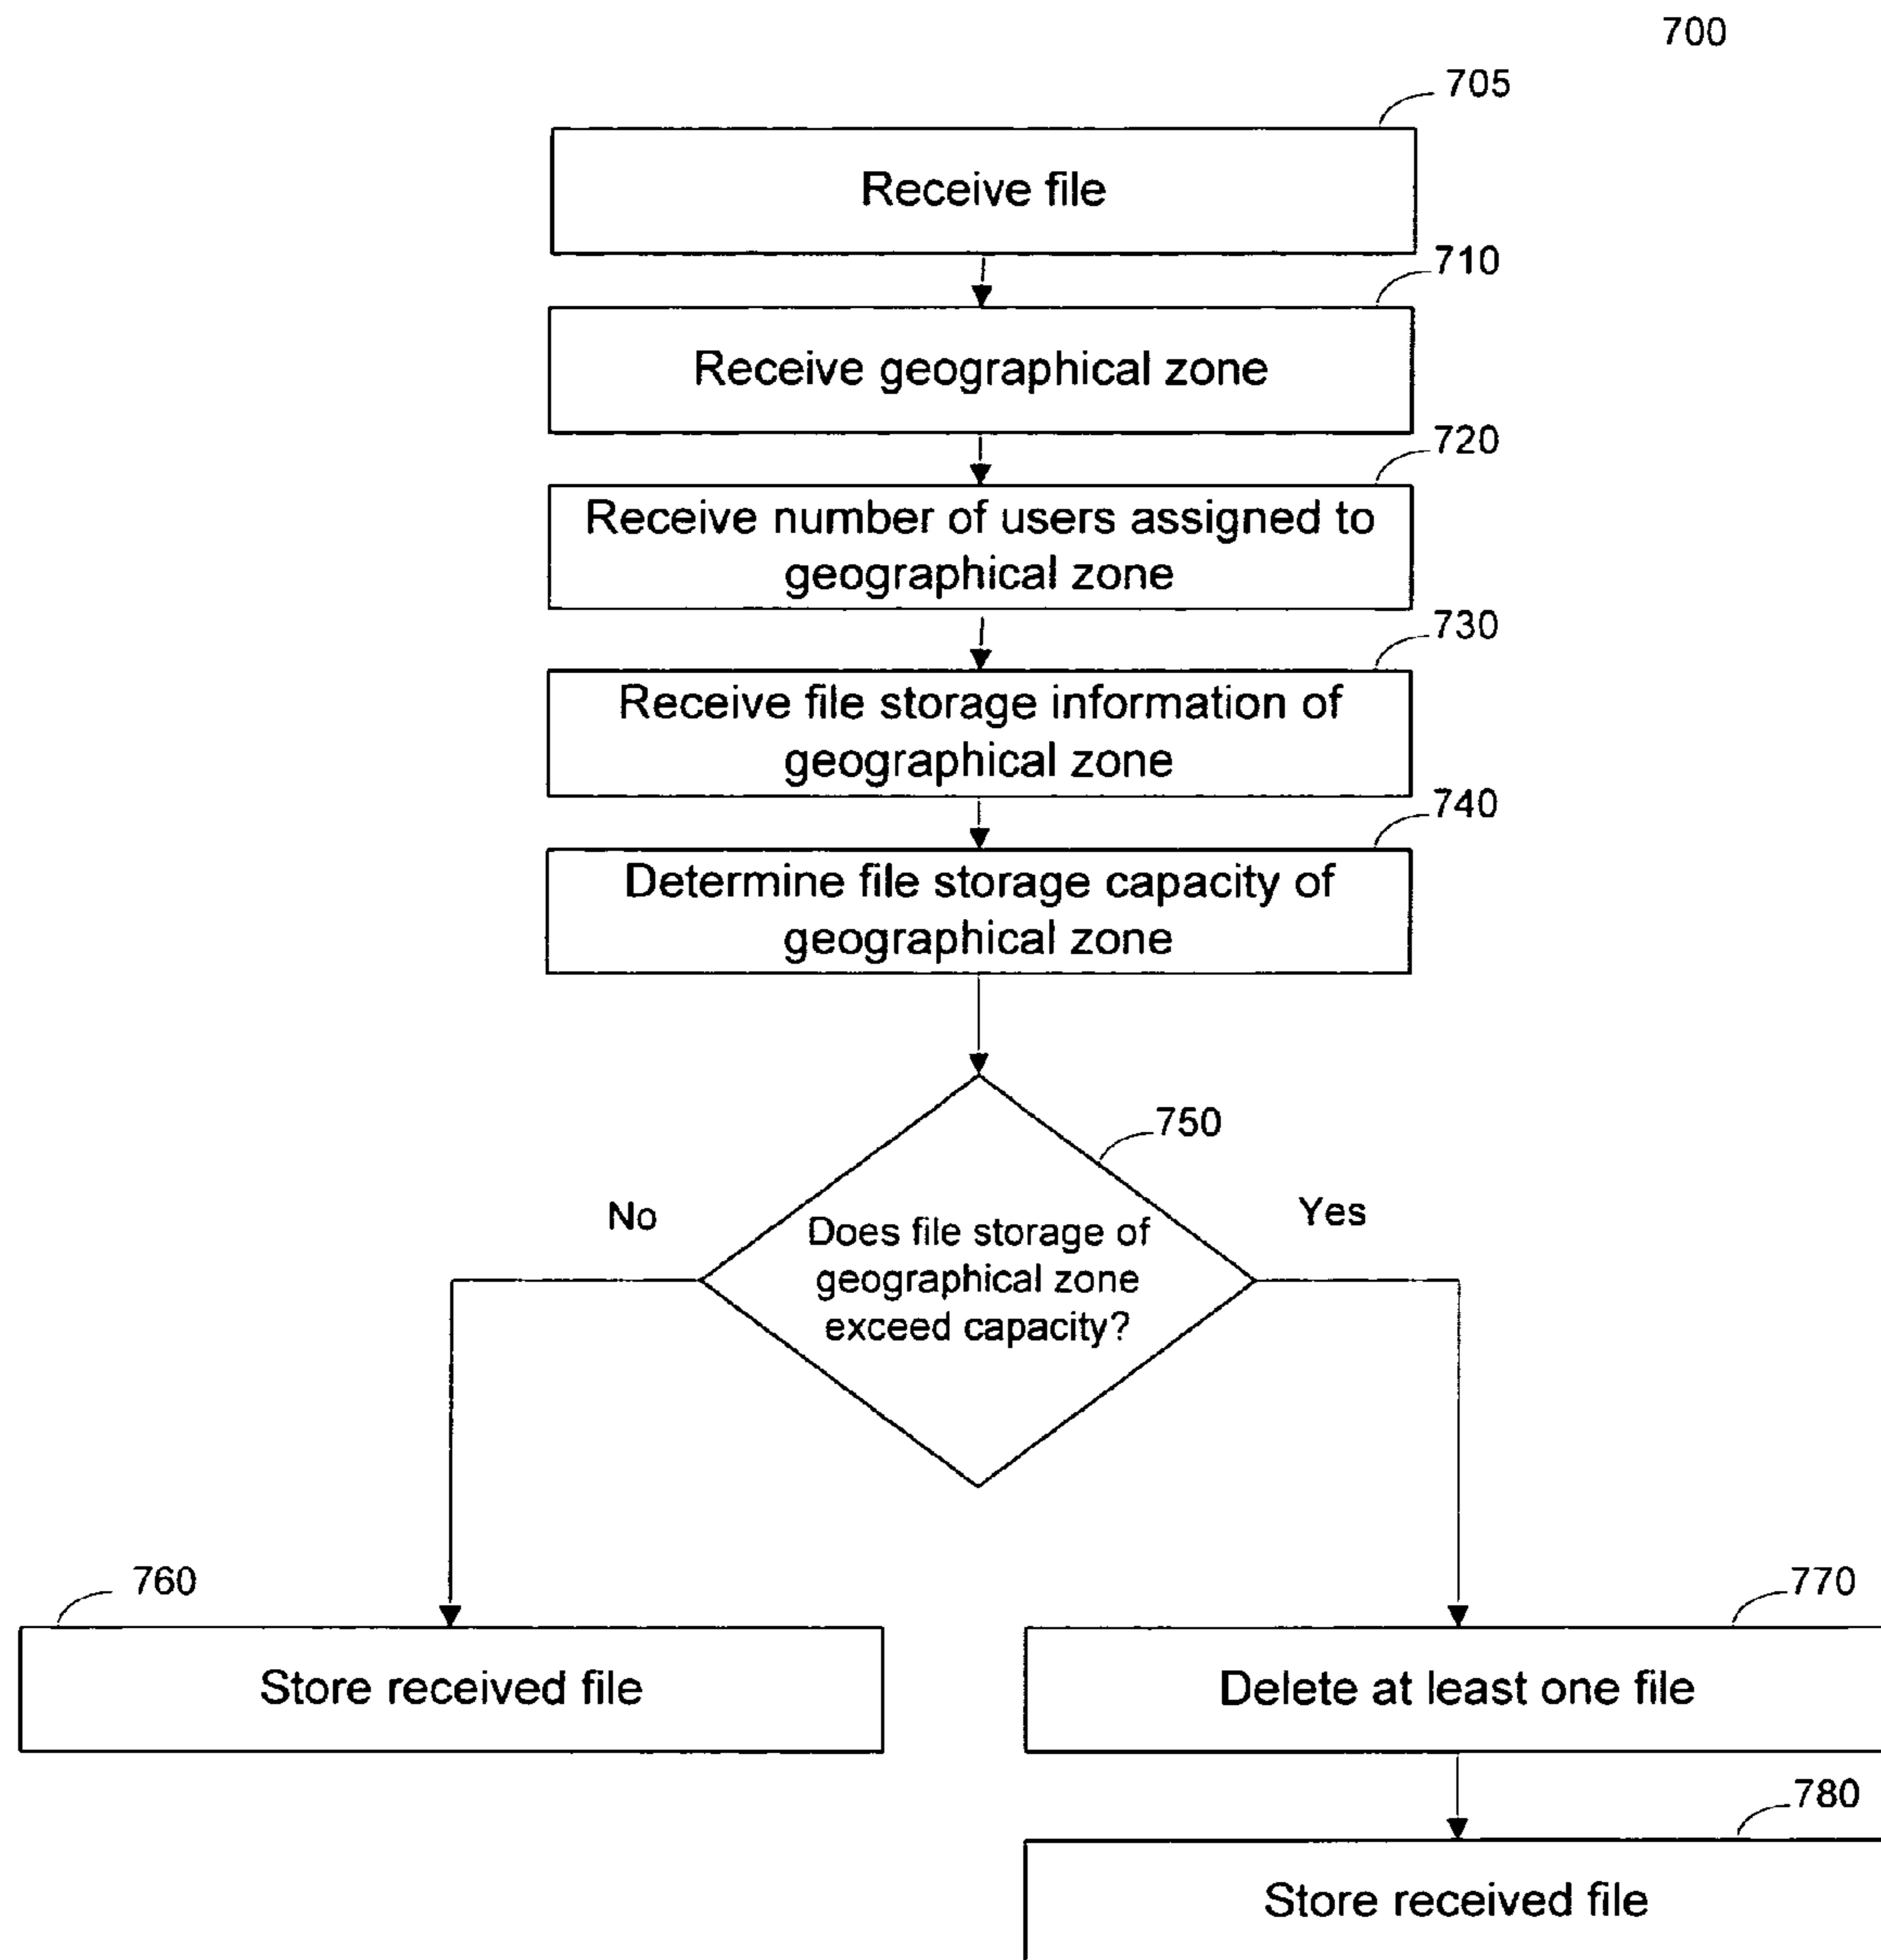 700
705
Receive file
710
Receive geographical zone
720
Receive number of users assigned to
geographical zone
730
Receive file storage information of
geographical zone
740
Determine file storage capacity of
geographical zone
750
No
Yes
Does file storage of
geographical zone
exceed capacity?
760
770
Store received file
Delete at least one file
780
Store received file